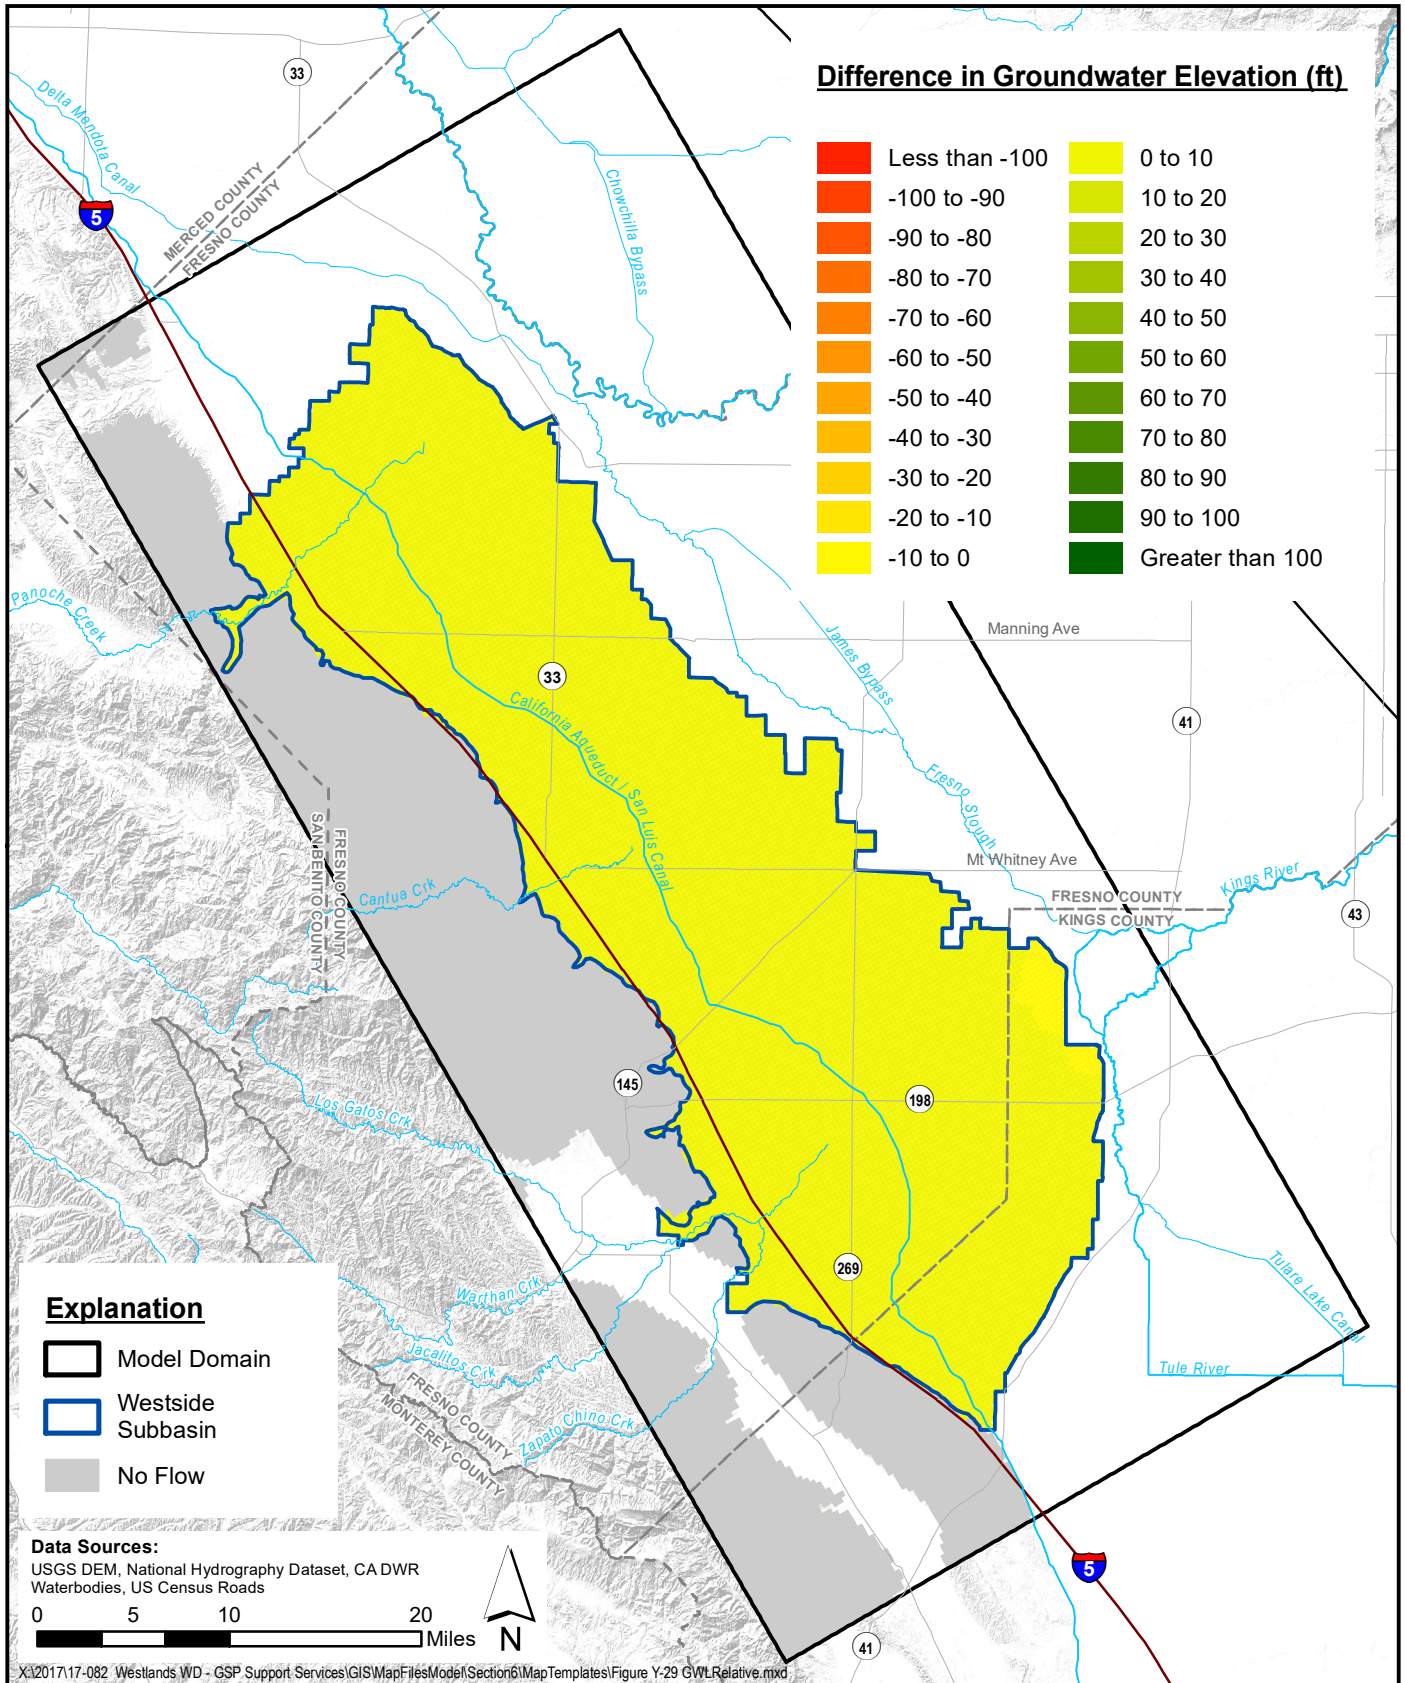 33
Delta Mendota Canal
MERCED COUNTY
FRESNO COUNTY
5
Chowchilla Bypass
Difference in Groundwater Elevation (ft)
Less than -100
-100 to -90
-90 to -80
-80 to -70
-70 to -60
-60 to -50
-50 to -40
-40 to -30
-30 to -20
-20 to -10
-10 to 0
0 to 10
10 to 20
20 to 30
30 to 40
40 to 50
50 to 60
60 to 70
70 to 80
80 to 90
90 to 100
Greater than 100
Panoche Creek
Manning Ave
James Bypass
33
41
California Aqueduct / San Luis Canal
Fresno Slough
SAN BENITO COUNTY
FRESNO COUNTY
Mt Whitney Ave
Kings River
Cantua Crk
FRESNO COUNTY
KINGS COUNTY
43
145
198
Los Gatos Crk
269
Warthan Crk
Tulare Lake Canal
Jacalitos Crk
Tule River
FRESNO COUNTY
MONTEREY COUNTY
Zapato Chino Crk
Explanation
Model Domain
Westside
Subbasin
No Flow
Data Sources:
USGS DEM, National Hydrography Dataset, CA DWR
Waterbodies, US Census Roads
0 5 10 20
Miles
N
5
41
X:\2017\17-082 Westlands WD - GSP Support Services\GIS\MapFilesModel\Section6\MapTemplates\Figure Y-29 GWLRelative.mxd